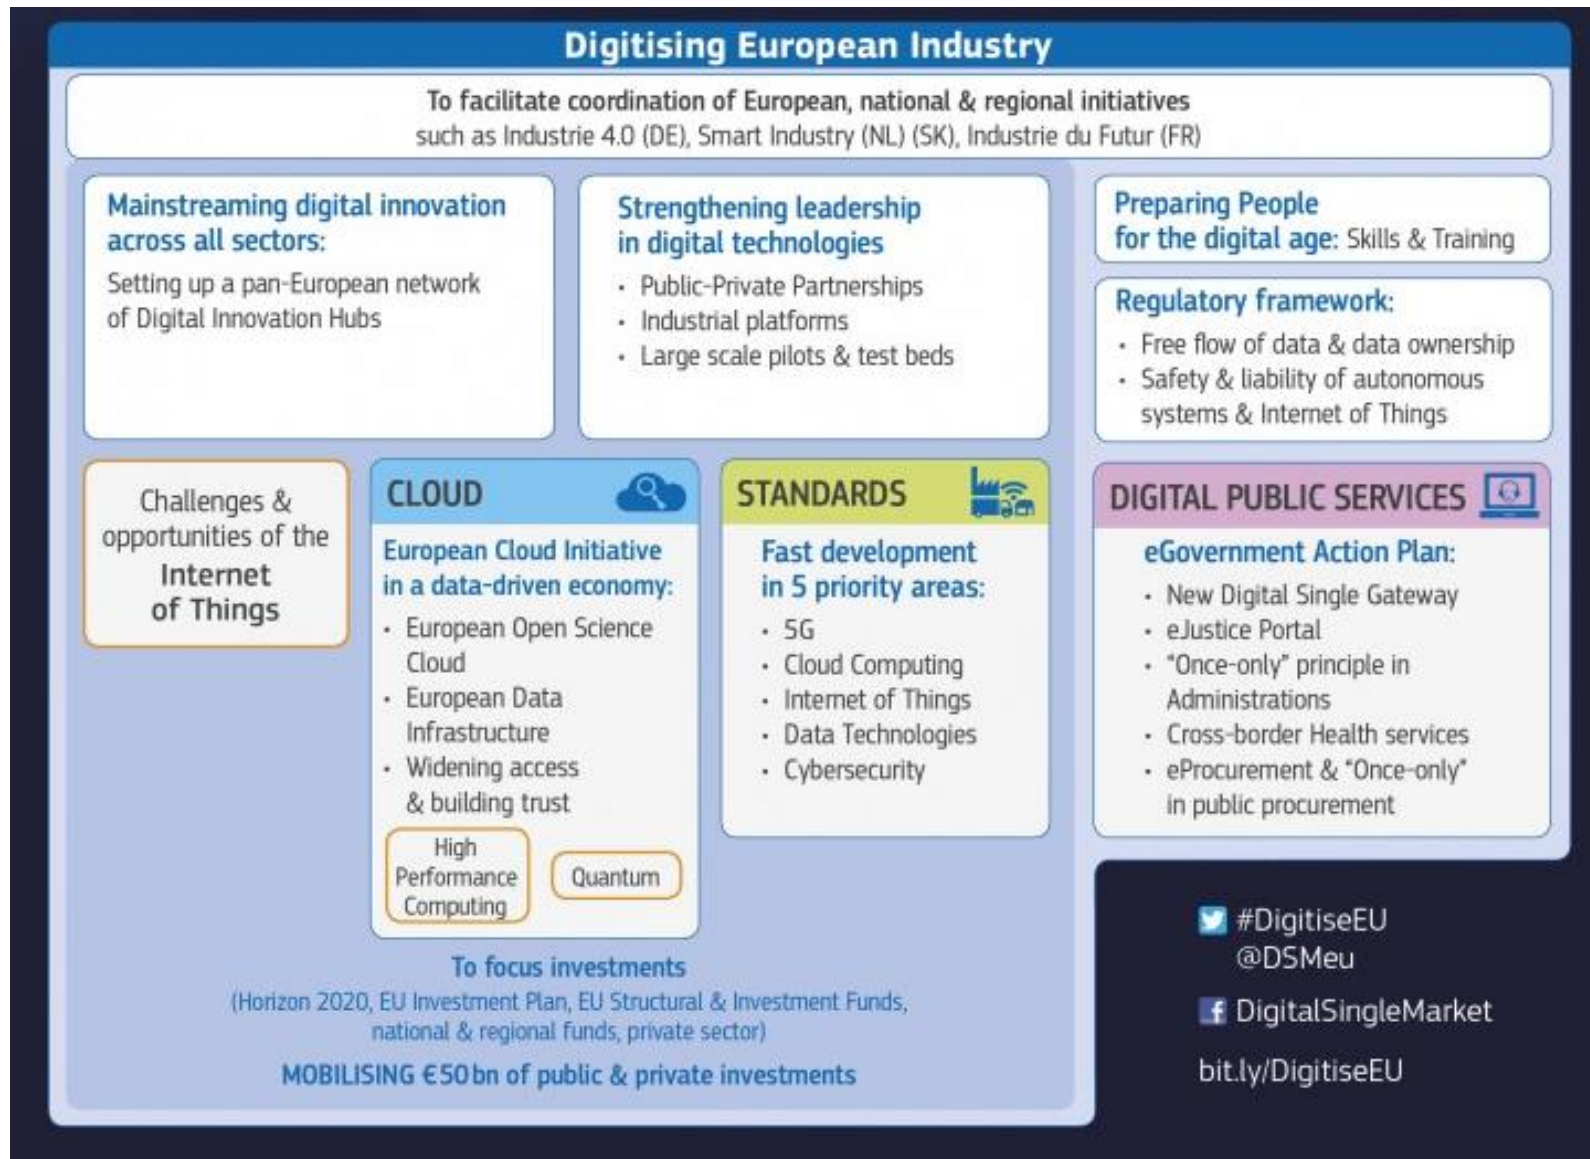 Digitising European Industry
To facilitate coordination of European, national & regional initiatives
such as Industrie 4.0 (DE), Smart Industry (NL) (SK), Industrie du Futur (FR)
Mainstreaming digital innovation
across all sectors:
Setting up a pan-European network
of Digital Innovation Hubs
Strengthening leadership
in digital technologies
• Public-Private Partnerships
• Industrial platforms
• Large scale pilots & test beds
Preparing People
for the digital age: Skills & Training
Regulatory framework:
• Free flow of data & data ownership
• Safety & liability of autonomous
systems & Internet of Things
Challenges &
opportunities of the
Internet
of Things
CLOUD
European Cloud Initiative
in a data-driven economy:
• European Open Science
Cloud
• European Data
Infrastructure
• Widening access
& building trust
High
Performance
Computing
Quantum
STANDARDS
Fast development
in 5 priority areas:
• 5G
• Cloud Computing
• Internet of Things
• Data Technologies
• Cybersecurity
DIGITAL PUBLIC SERVICES
eGovernment Action Plan:
• New Digital Single Gateway
• eJustice Portal
• "Once-only" principle in
Administrations
• Cross-border Health services
• eProcurement & "Once-only"
in public procurement
To focus investments
(Horizon 2020, EU Investment Plan, EU Structural & Investment Funds,
national & regional funds, private sector)
MOBILISING €50 bn of public & private investments
#DigitiseEU
@DSMeu
DigitalSingleMarket
bit.ly/DigitiseEU